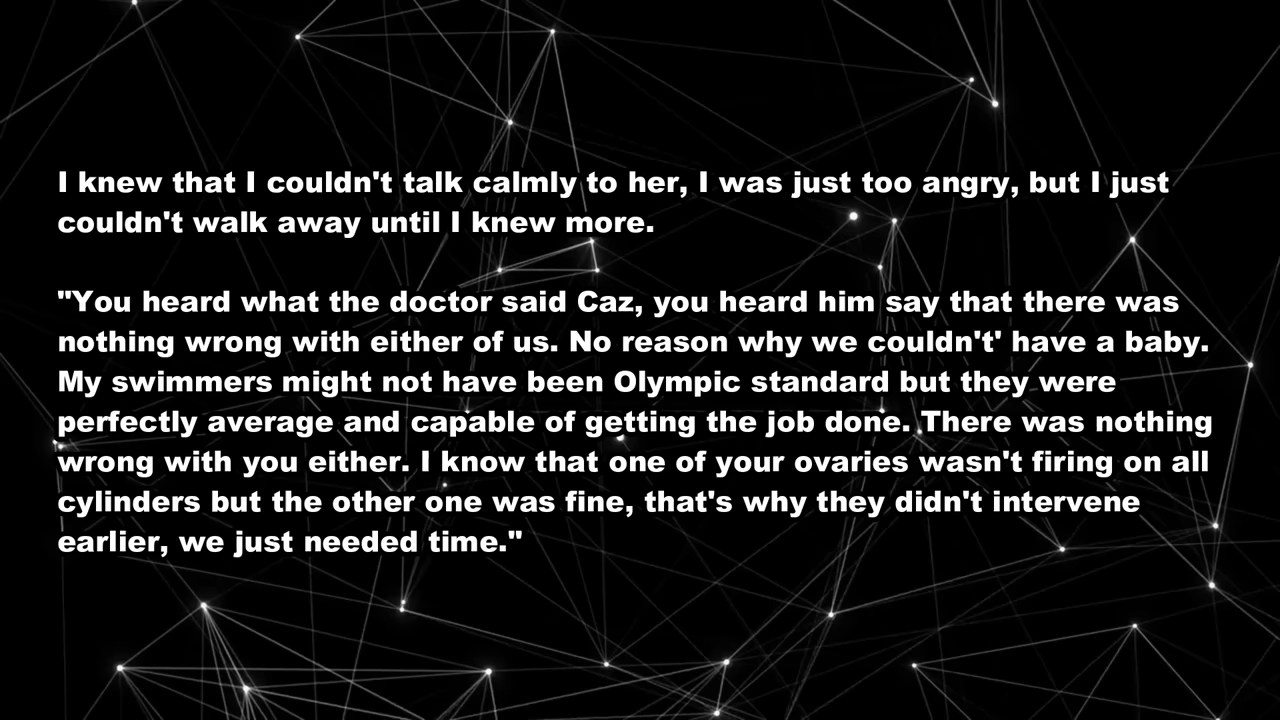 I knew that I couldn't talk calmly to her, I was just too angry, but I just
couldn't walk away until I knew more.
"You heard what the doctor said Caz, you heard him say that there was
nothing wrong with either of us. No reason why we couldn't' have a baby.
My swimmers might not have been Olympic standard but they were
perfectly average and capable of getting the job done. There was nothing
wrong with you either. I know that one of your ovaries wasn't firing on all
cylinders but the other one was fine, that's why they didn't intervene
earlier, we just needed time."